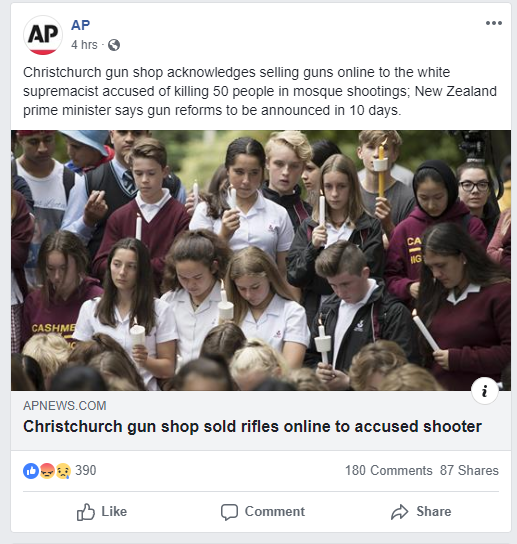 AP
AP
4 hrs ·
Christchurch gun shop acknowledges selling guns online to the white
supremacist accused of killing 50 people in mosque shootings; New Zealand
prime minister says gun reforms to be announced in 10 days.
CASHME
i
APNEWS.COM
Christchurch gun shop sold rifles online to accused shooter
390
180 Comments 87 Shares
Like Comment Share